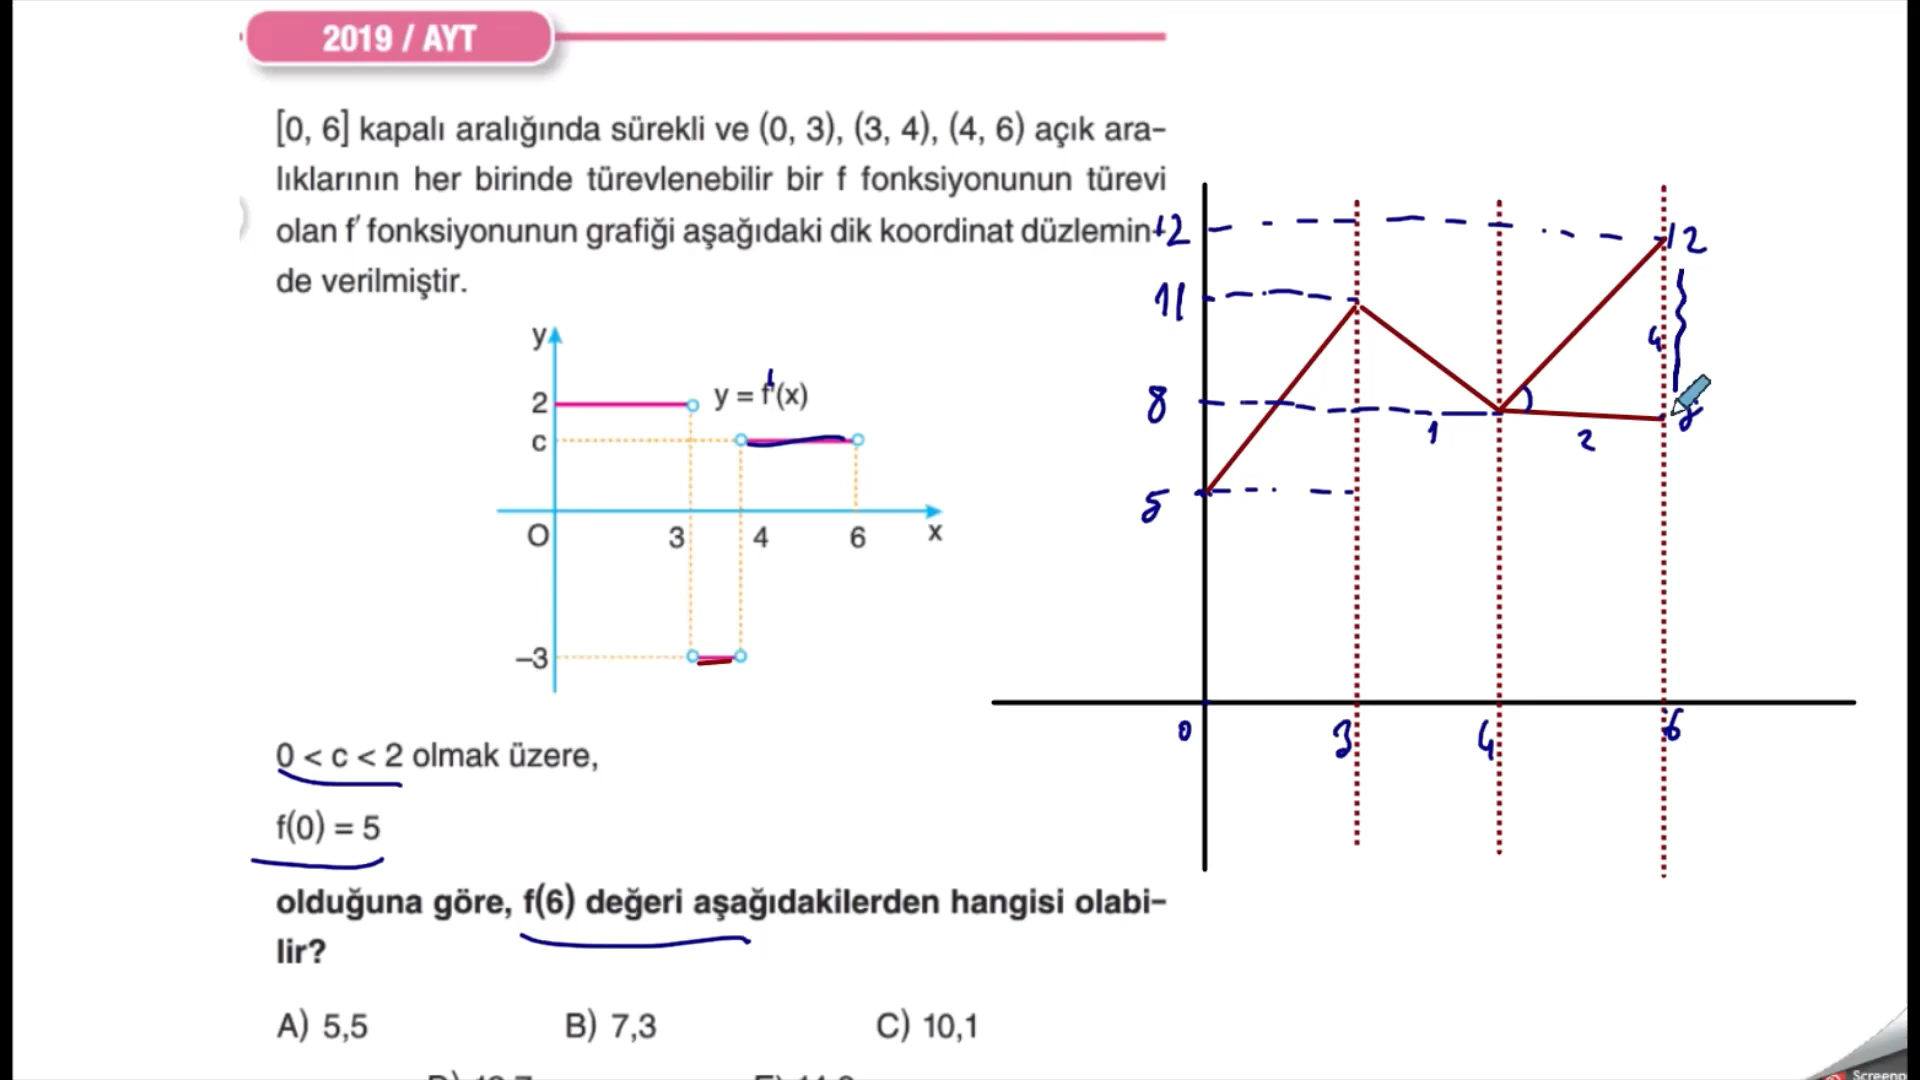 2019 / AYT
[0, 6] kapalı aralığında sürekli ve (0, 3), (3, 4), (4, 6) açık ara-
lıklarının her birinde türevlenebilir bir f fonksiyonunun türevi
olan f′ fonksiyonunun grafiği aşağıdaki dik koordinat düzlemin-
de verilmiştir.
y
2
y = f′(x)
c
O
3
4
6
x
−3
0 < c < 2 olmak üzere,
f(0) = 5
olduğuna göre, f(6) değeri aşağıdakilerden hangisi olabi-
lir?
A) 5,5
B) 7,3
C) 10,1
12
12
11
4
8
8
1
2
5
0
3
4
6